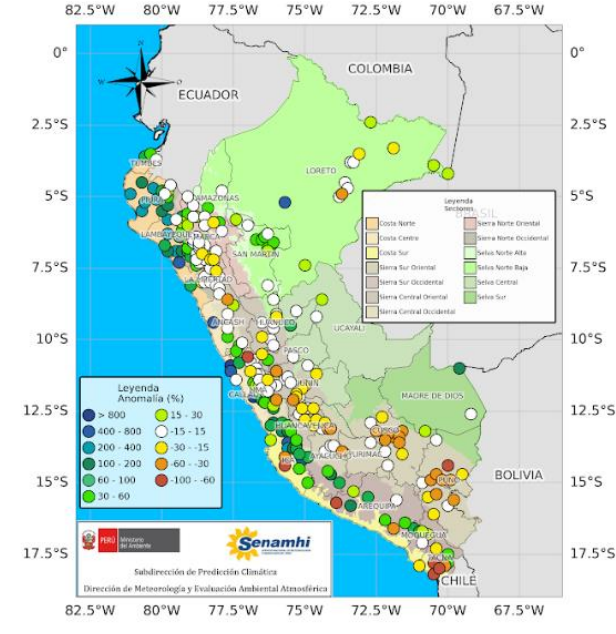 82.5°W 80°W 77.5°W 75°W 72.5°W 70°W 67.5°W
0°
2.5°S
5°S
7.5°S
10°S
12.5°S
15°S
17.5°S
0°
2.5°S
5°S
7.5°S
10°S
12.5°S
15°S
17.5°S
N
W
COLOMBIA
ECUADOR
TUMBES
LORETO
PIURA
AMAZONAS
SAN MARTIN
LA LIBERTAD
ANCASH
HUANUCO
UCAYALI
PASCO
JUNIN
LIMA
MADRE DE DIOS
HUANCAVELICA
CUSCO
ICA
PUNO
BOLIVIA
AREQUIPA
MOQUEGUA
TACNA
CHILE
BRASIL
Leyenda
Sectores
Costa Norte
Costa Centro
Costa Sur
Sierra Sur Oriental
Sierra Sur Occidental
Sierra Central Oriental
Sierra Central Occidental
Sierra Norte Oriental
Sierra Norte Occidental
Selva Norte Alta
Selva Norte Baja
Selva Central
Selva Sur
Leyenda
Anomalía (%)
> 800
400 - 800
200 - 400
100 - 200
60 - 100
30 - 60
15 - 30
-15 - 15
-30 - -15
-60 - -30
-100 - -60
PERÚ
Ministerio
del Ambiente
Senamhi
Subdirección de Predicción Climática
Dirección de Meteorología y Evaluación Ambiental Atmosférica
82.5°W 80°W 77.5°W 75°W 72.5°W 70°W 67.5°W